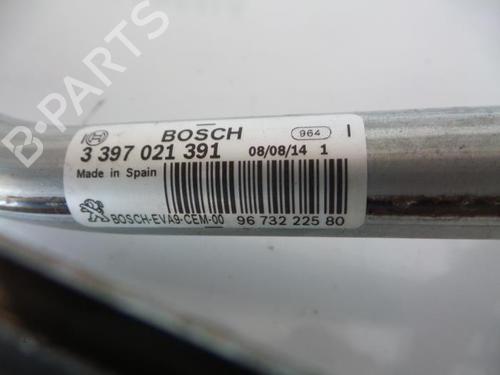 BOSCH 964 I
3 397 021 391 08/08/14 1
Made in Spain
BOSCH-EVA9-CEM-00 96 732 225 80
B-PARTS